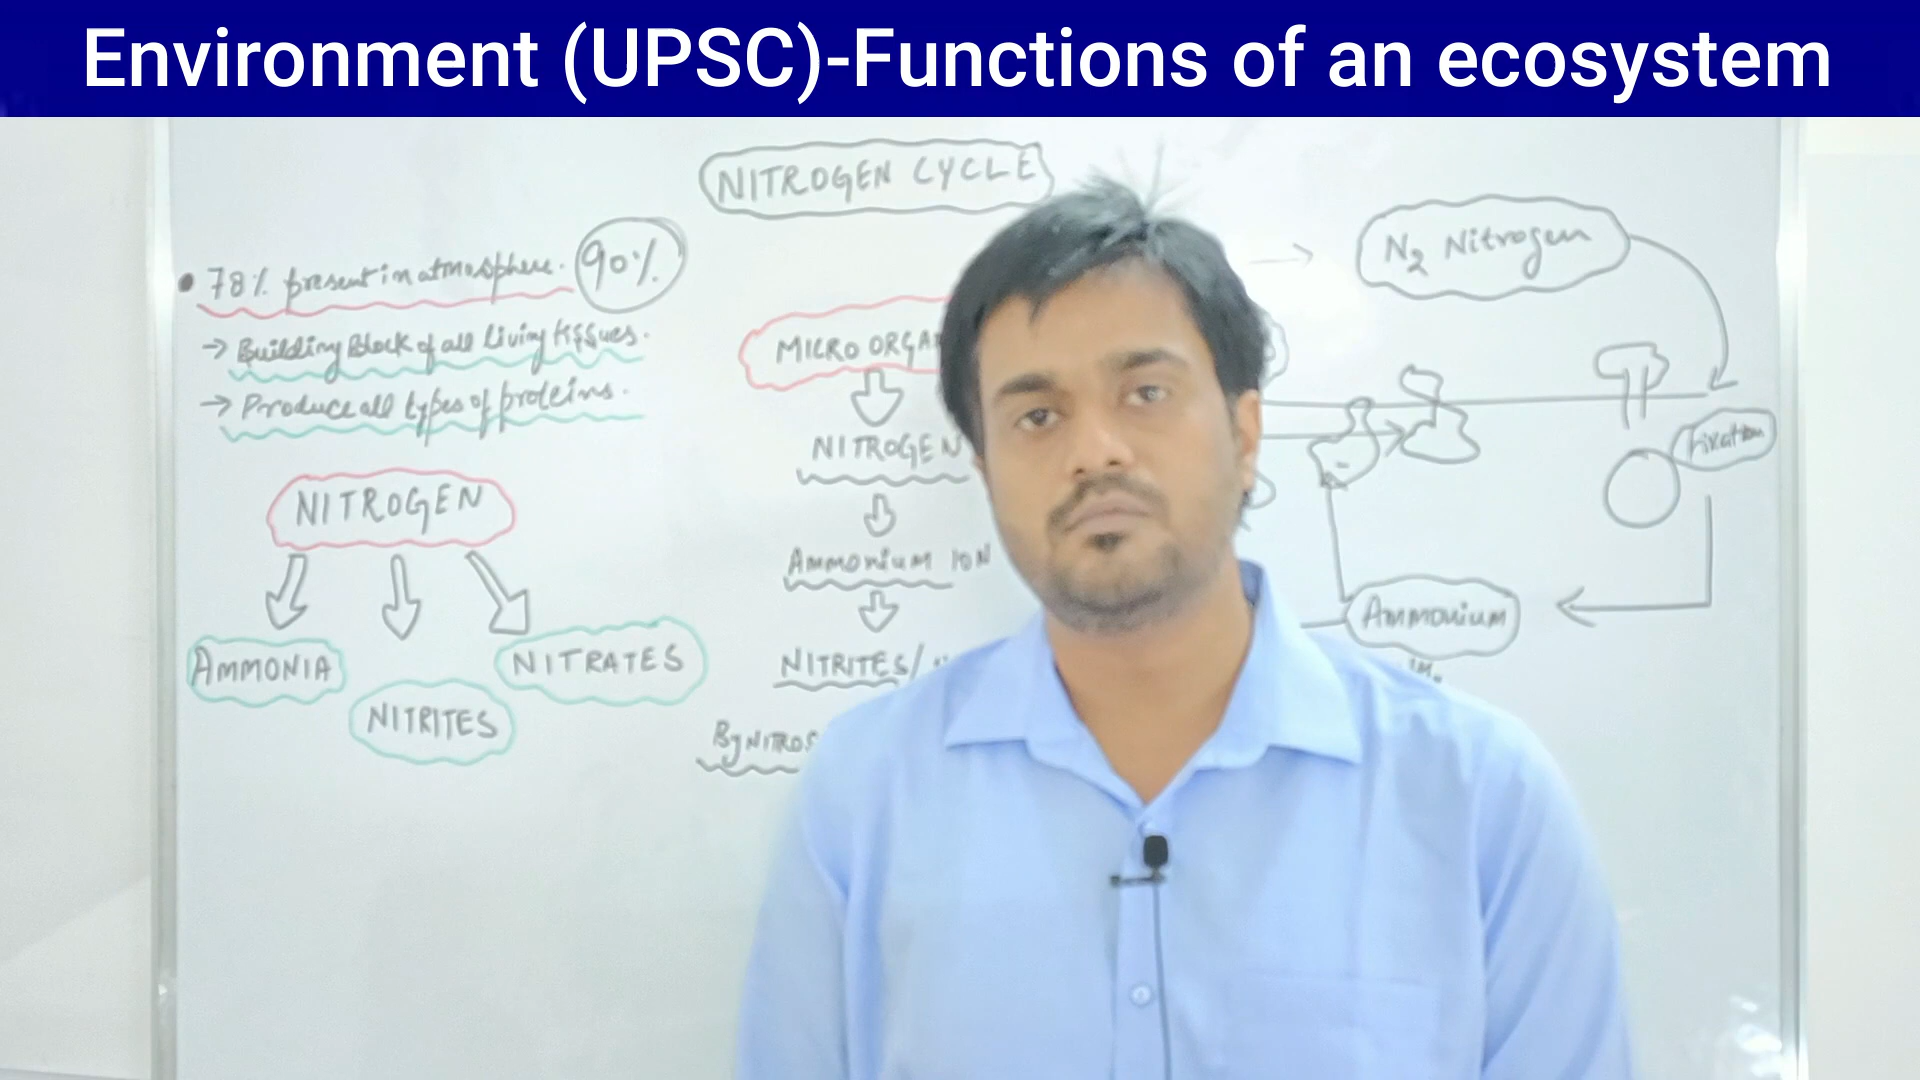 Environment (UPSC)-Functions of an ecosystem
NITROGEN CYCLE
• 78% present in atmosphere. 90%
→ Building Block of all living tissues.
→ Produce all types of proteins.
NITROGEN
AMMONIA
NITRITES
NITRATES
MICRO ORGA
NITROGEN
Ammonium ION
NITRITES/
By NITROS
N2 Nitrogen
fixation
Ammonium